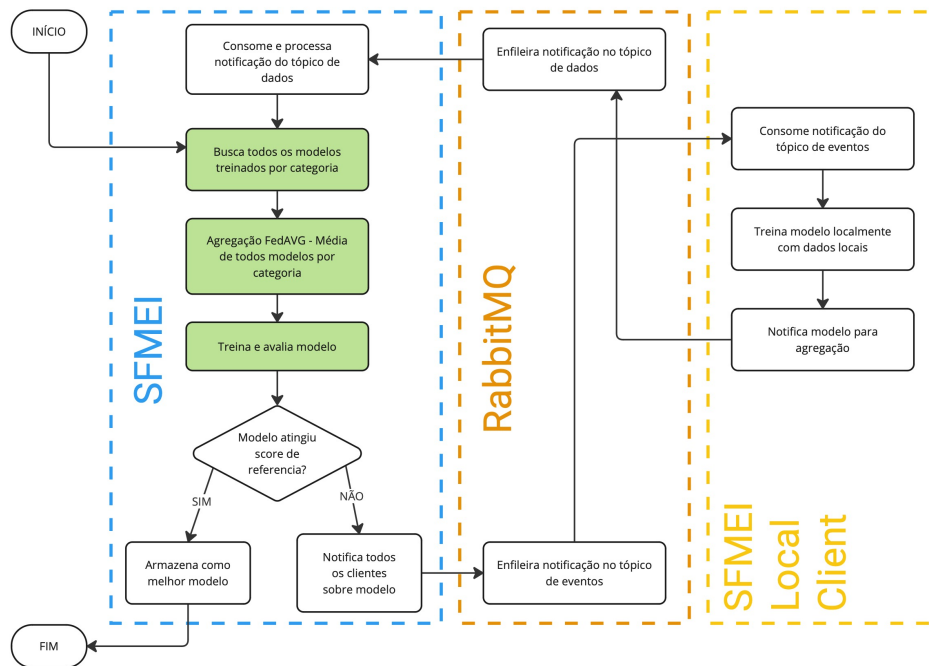 INÍCIO
Consome e processa
notificação do tópico de
dados
Busca todos os modelos
treinados por categoria
Agregação FedAVG - Média
de todos modelos por
categoria
Treina e avalia modelo
Modelo atingiu
score de
referencia?
SIM
NÃO
Armazena como
melhor modelo
Notifica todos
os clientes
sobre modelo
FIM
SFMEI
Enfileira notificação no tópico
de dados
RabbitMQ
Enfileira notificação no tópico
de eventos
Consome notificação do
tópico de eventos
Treina modelo localmente
com dados locais
Notifica modelo para
agregação
SFMEI
Local
Client